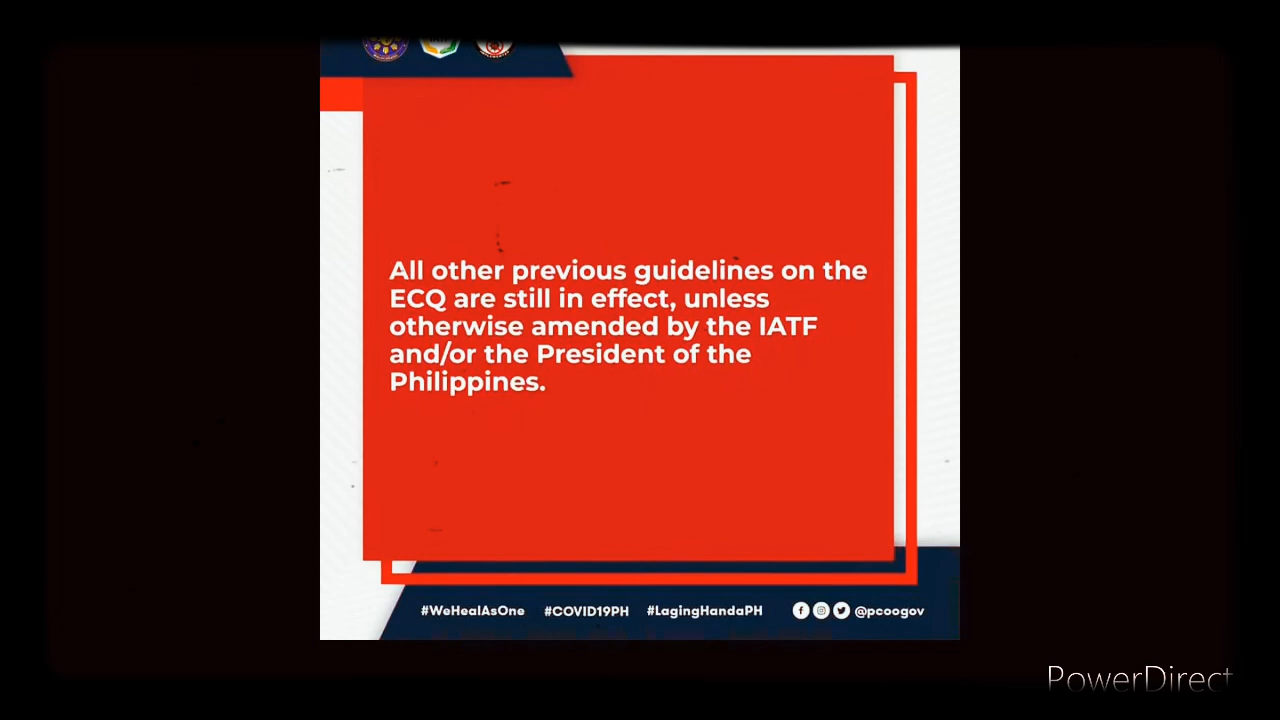 All other previous guidelines on the
ECQ are still in effect, unless
otherwise amended by the IATF
and/or the President of the
Philippines.
#WeHealAsOne #COVID19PH #LagingHandaPH @pcoogov
PowerDirect